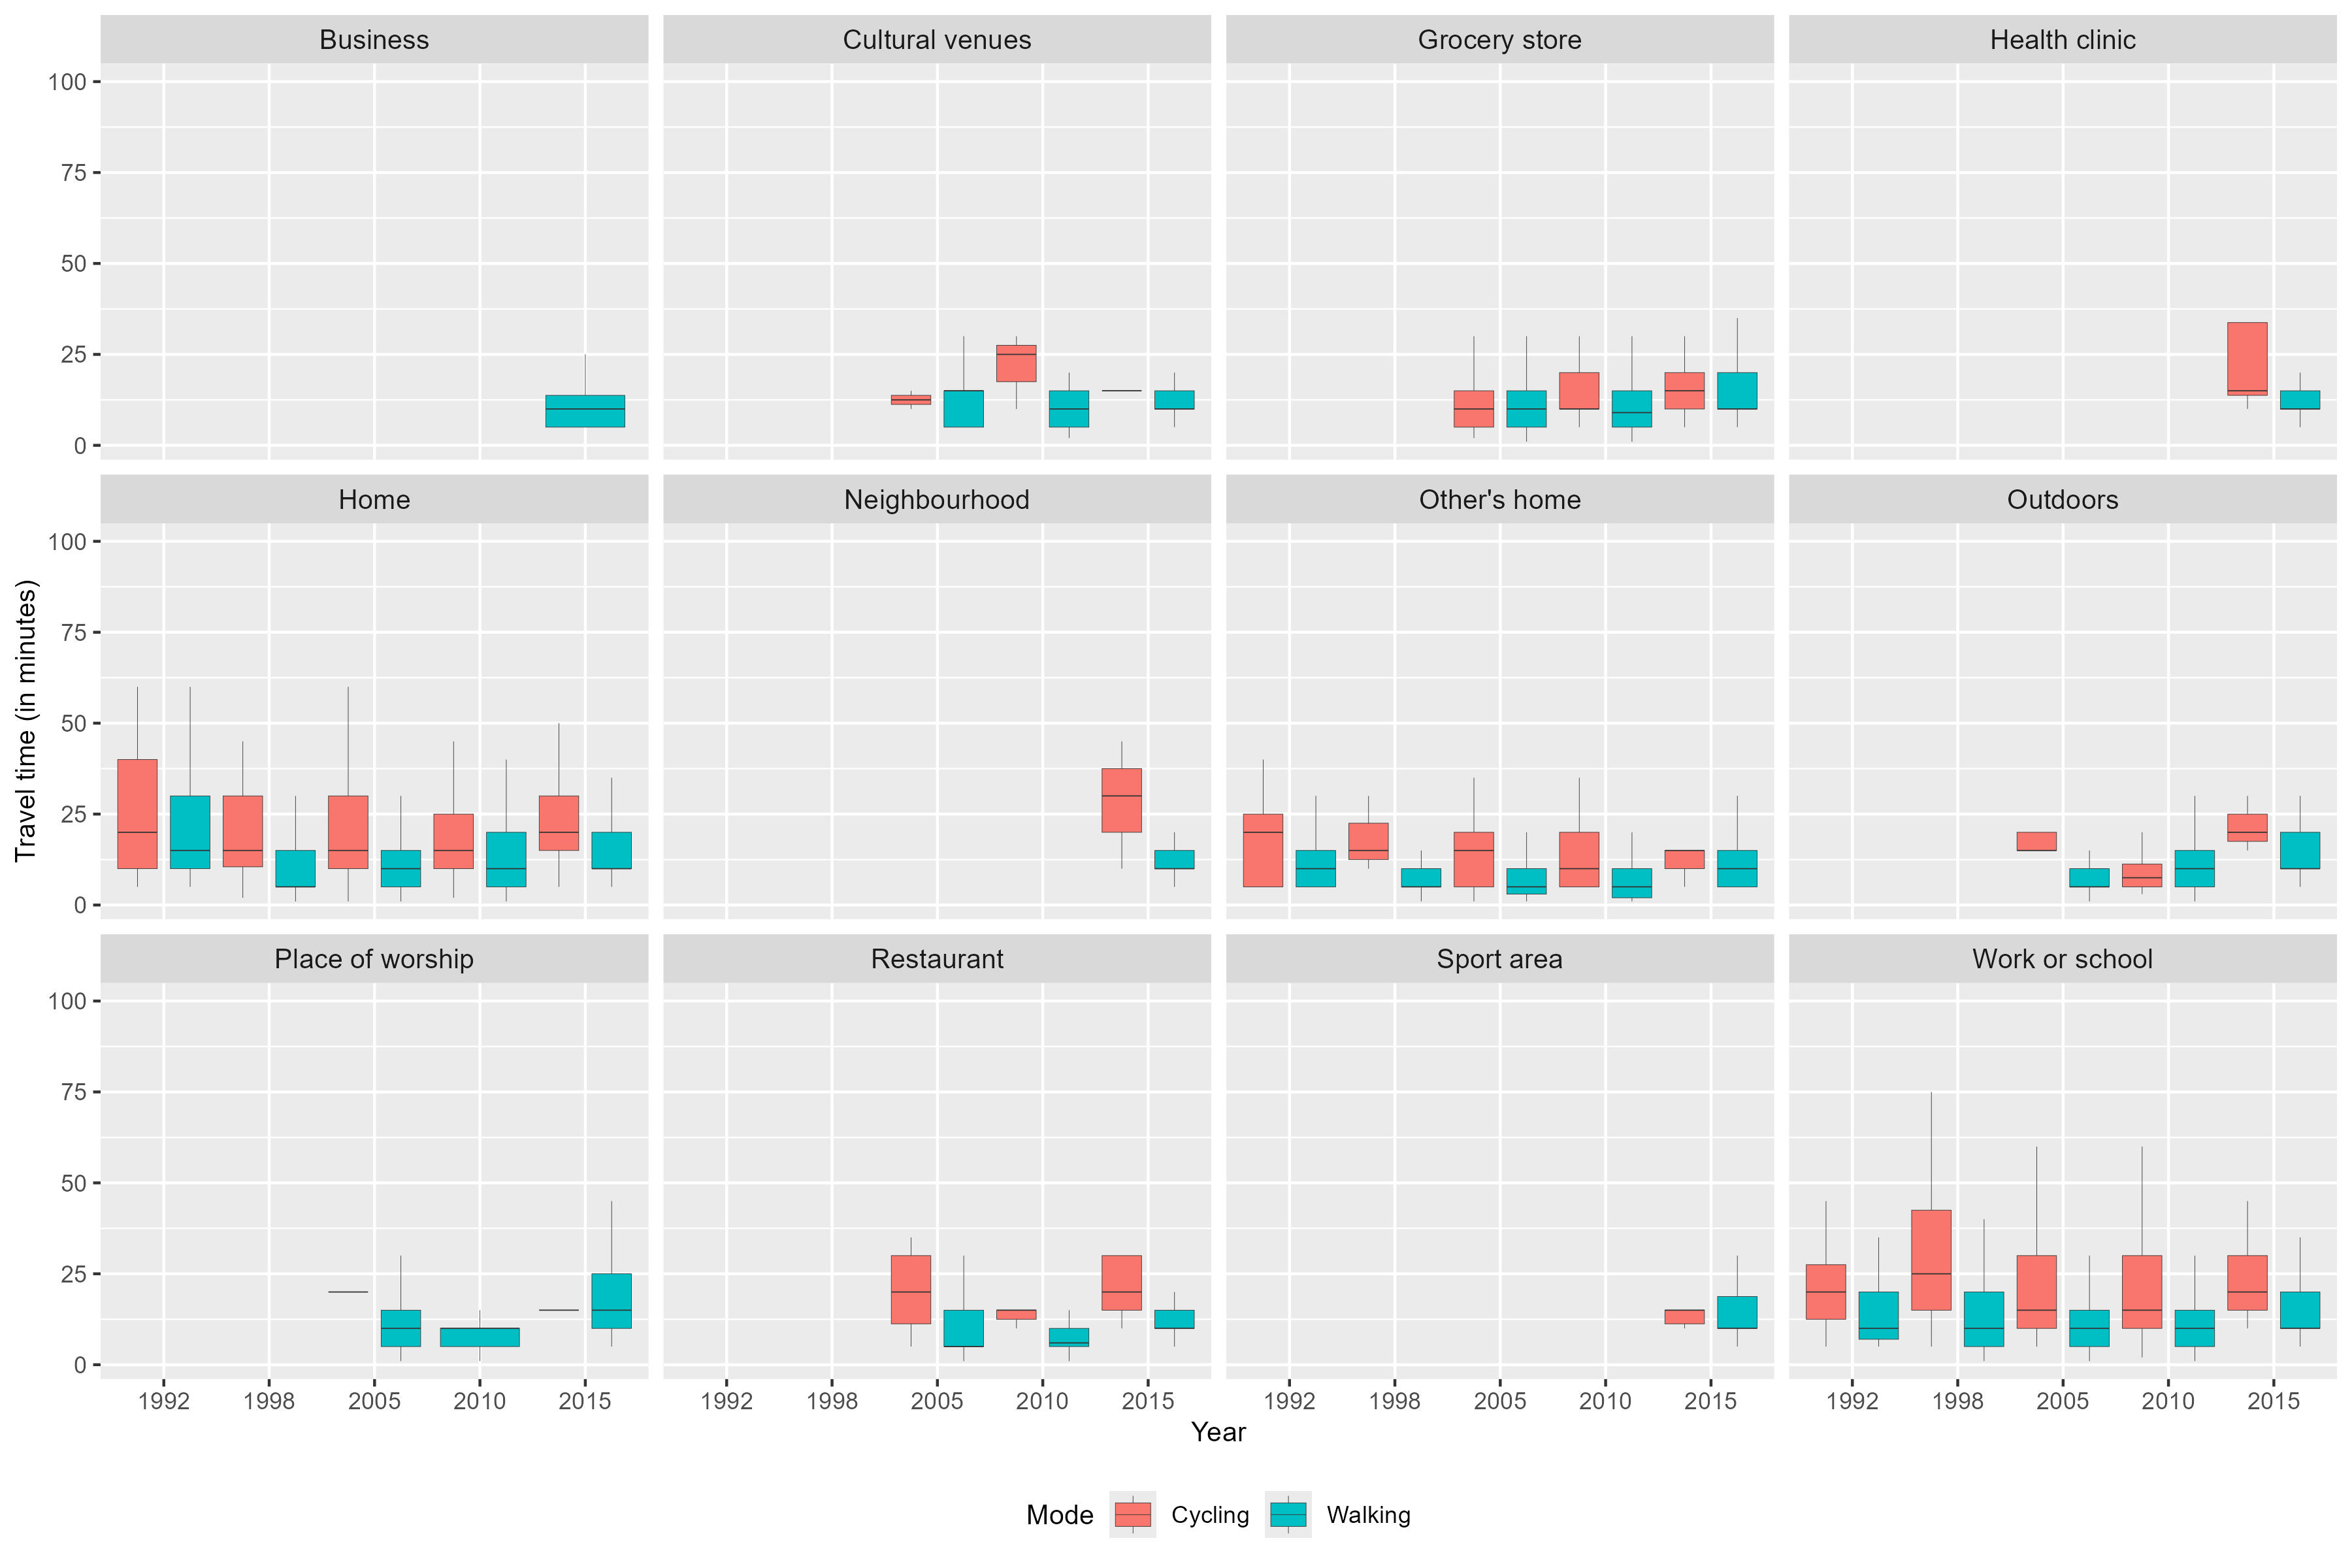 Business Cultural venues Grocery store Health clinic
100
75
50
25
0
Home Neighbourhood Other's home Outdoors
100
75
50
25
0
Travel time (in minutes)
Place of worship Restaurant Sport area Work or school
100
75
50
25
0
1992 1998 2005 2010 2015 1992 1998 2005 2010 2015 1992 1998 2005 2010 2015 1992 1998 2005 2010 2015
Year
Mode Cycling Walking